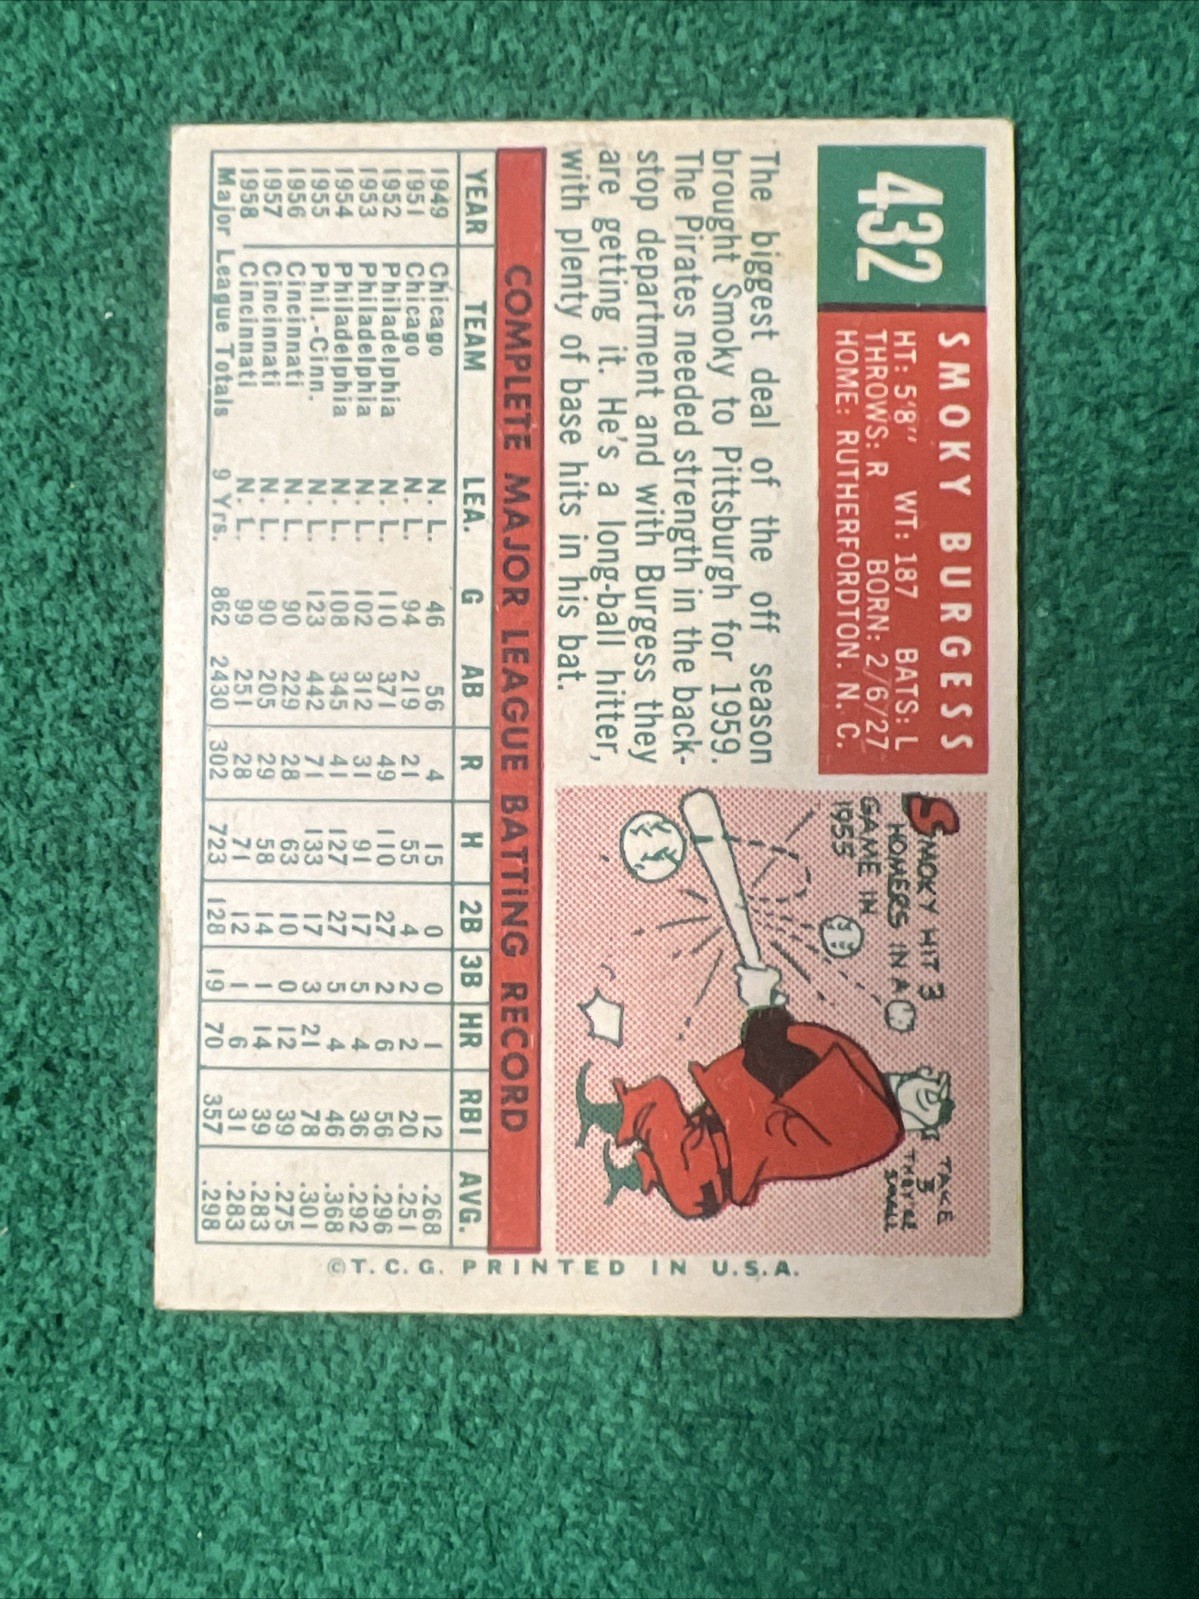 432
SMOKY BURGESS
HT: 5'8" WT: 187 BATS: L
THROWS: R BORN: 2/6/27
HOME: RUTHERFORDTON. N. C.
The biggest deal of the off season
brought Smoky to Pittsburgh for 1959.
The Pirates needed strength in the back-
stop department and with Burgess they
are getting it. He's a long-ball hitter,
with plenty of base hits in his bat.
SMOKY HIT 3
HOMERS IN A
GAME IN
1955
TAKE
3
THEY'RE
SMALL
COMPLETE MAJOR LEAGUE BATTING RECORD
YEAR TEAM LEA. G AB R H 2B 3B HR RBI AVG.
1949 Chicago N. L. 46 56 4 15 0 0 1 12 .268
1951 Chicago N. L. 94 219 21 55 4 2 2 20 .251
1952 Philadelphia N. L. 110 371 49 110 27 2 6 56 .296
1953 Philadelphia N. L. 102 312 31 91 17 5 4 36 .292
1954 Philadelphia N. L. 108 345 41 127 27 5 4 46 .368
1955 Phil.-Cinn. N. L. 123 442 71 133 17 3 21 78 .301
1956 Cincinnati N. L. 90 229 28 63 10 0 12 39 .275
1957 Cincinnati N. L. 90 205 29 58 14 1 14 39 .283
1958 Cincinnati N. L. 99 251 28 71 12 1 6 31 .283
Major League Totals 9 Yrs. 862 2430 302 723 128 19 70 357 .298
©T. C. G. PRINTED IN U.S.A.